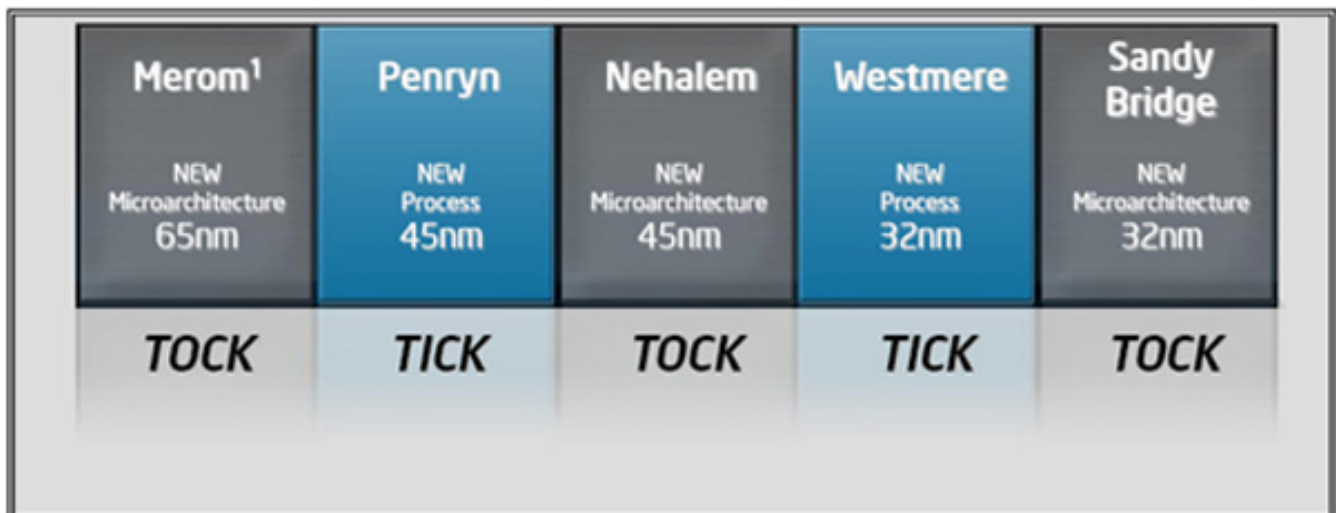 Merom¹
NEW
Microarchitecture
65nm
TOCK
Penryn
NEW
Process
45nm
TICK
Nehalem
NEW
Microarchitecture
45nm
TOCK
Westmere
NEW
Process
32nm
TICK
Sandy
Bridge
NEW
Microarchitecture
32nm
TOCK